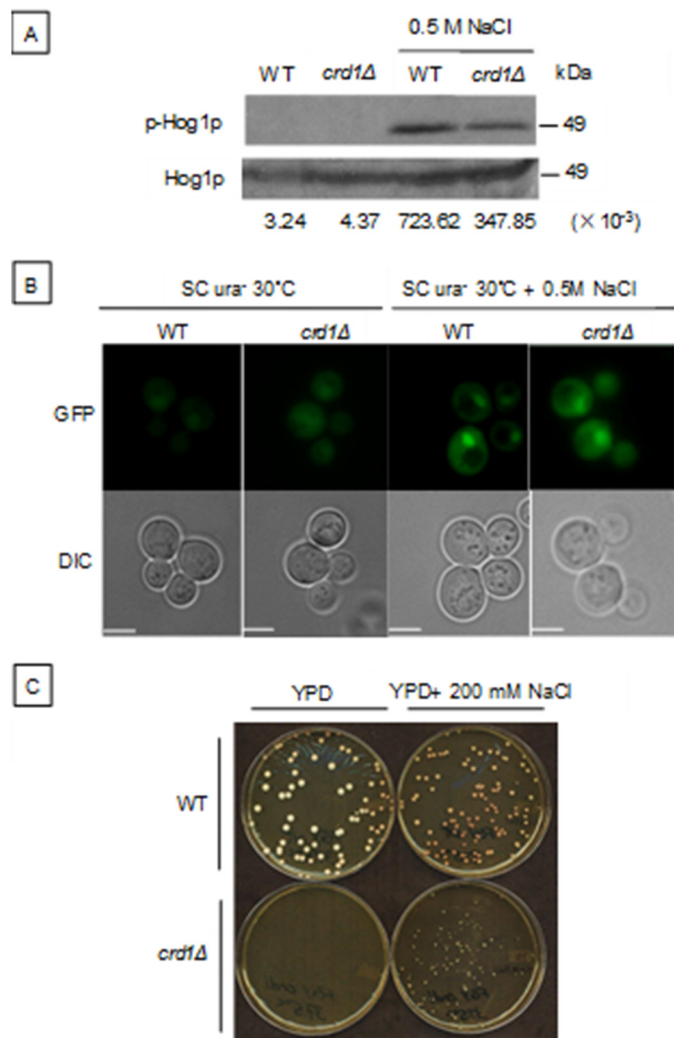 A
0.5 M NaCl
WT crd1Δ WT crd1Δ kDa
p-Hog1p 49
Hog1p 49
3.24 4.37 723.62 347.85 (× 10-3)
B
SC ura- 30°C SC ura- 30℃ + 0.5M NaCl
WT crd1Δ WT crd1Δ
GFP
DIC
C
YPD YPD+ 200 mM NaCl
WT
crd1Δ